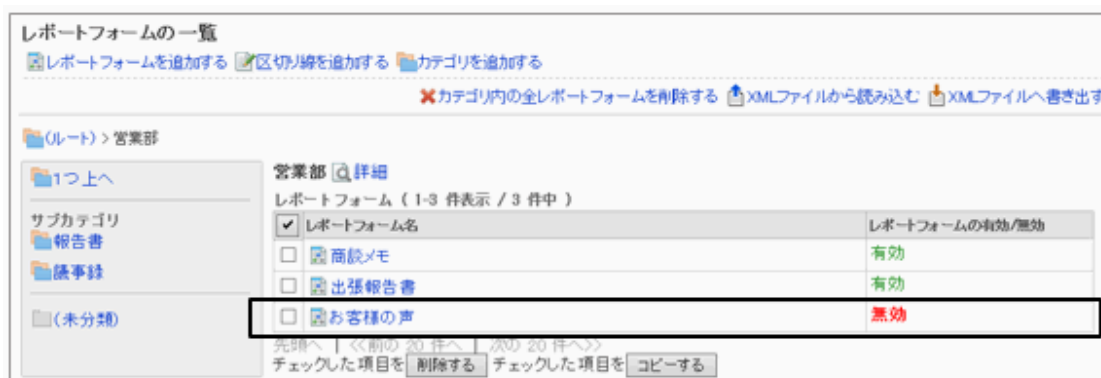 レポートフォームの一覧
レポートフォームを追加する 区切り線を追加する カテゴリを追加する
カテゴリ内の全レポートフォームを削除する XMLファイルから読み込む XMLファイルへ書き出す
(ルート) > 営業部
1つ上へ
サブカテゴリ
報告書
議事録
(未分類)
営業部 詳細
レポートフォーム ( 1-3 件表示 / 3 件中 )
レポートフォーム名 レポートフォームの有効/無効
商談メモ 有効
出張報告書 有効
お客様の声 無効
先頭へ | <<前の 20 件へ | 次の 20 件へ>>
チェックした項目を 削除する チェックした項目を コピーする